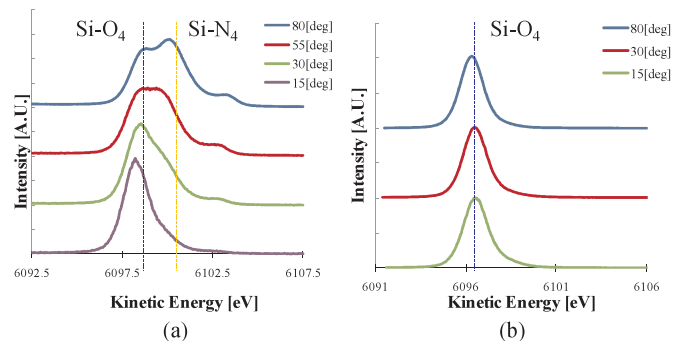 Si-O4
Si-N4
80[deg]
55[deg]
30[deg]
15[deg]
Intensity [A.U.]
6092.5
6097.5
6102.5
6107.5
Kinetic Energy [eV]
(a)
Si-O4
80[deg]
30[deg]
15[deg]
Intensity [A.U.]
6091
6096
6101
6106
Kinetic Energy [eV]
(b)